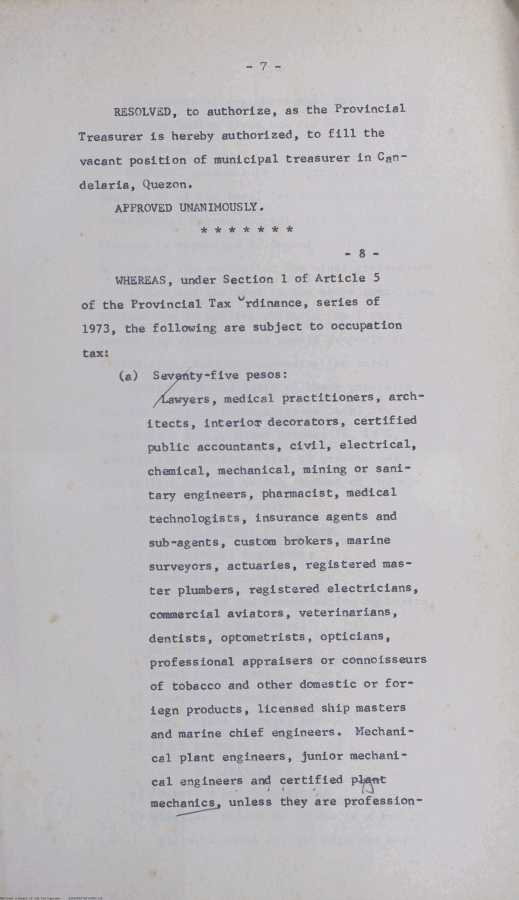 - 7 -
RESOLVED, to authorize, as the Provincial
Treasurer is hereby authorized, to fill the
vacant position of municipal treasurer in Can-
delaria, Quezon.
APPROVED UNANIMOUSLY.
* * * * * * *
- 8 -
WHEREAS, under Section 1 of Article 5
of the Provincial Tax Ordinance, series of
1973, the following are subject to occupation
tax:
(a) Seventy-five pesos:
Lawyers, medical practitioners, arch-
itects, interior decorators, certified
public accountants, civil, electrical,
chemical, mechanical, mining or sani-
tary engineers, pharmacist, medical
technologists, insurance agents and
sub-agents, custom brokers, marine
surveyors, actuaries, registered mas-
ter plumbers, registered electricians,
commercial aviators, veterinarians,
dentists, optometrists, opticians,
professional appraisers or connoisseurs
of tobacco and other domestic or for-
iegn products, licensed ship masters
and marine chief engineers. Mechani-
cal plant engineers, junior mechani-
cal engineers and certified plant
mechanics, unless they are profession-